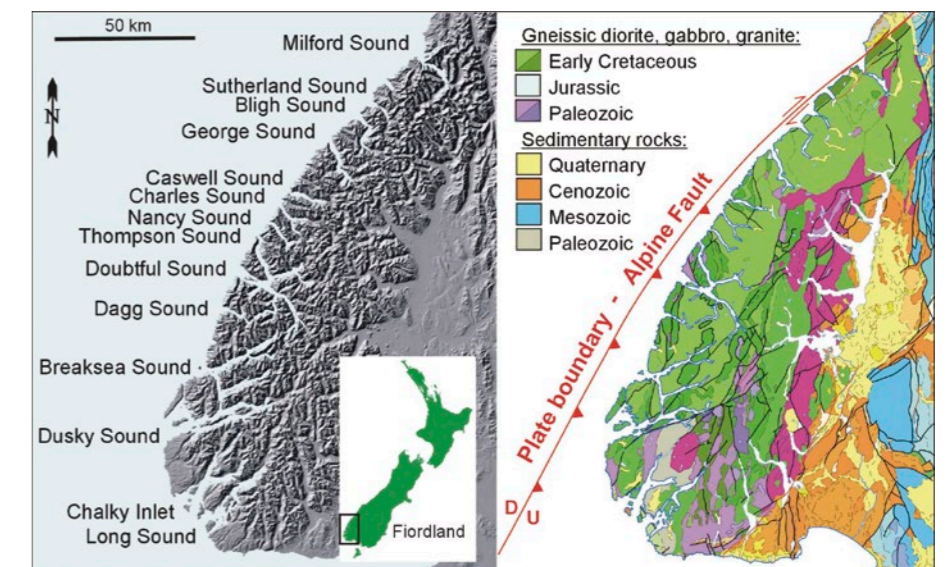 50 km
N
Milford Sound
Sutherland Sound
Bligh Sound
George Sound
Caswell Sound
Charles Sound
Nancy Sound
Thompson Sound
Doubtful Sound
Dagg Sound
Breaksea Sound
Dusky Sound
Chalky Inlet
Long Sound
Fiordland
Gneissic diorite, gabbro, granite:
Early Cretaceous
Jurassic
Paleozoic
Sedimentary rocks:
Quaternary
Cenozoic
Mesozoic
Paleozoic
Plate boundary - Alpine Fault
D
U